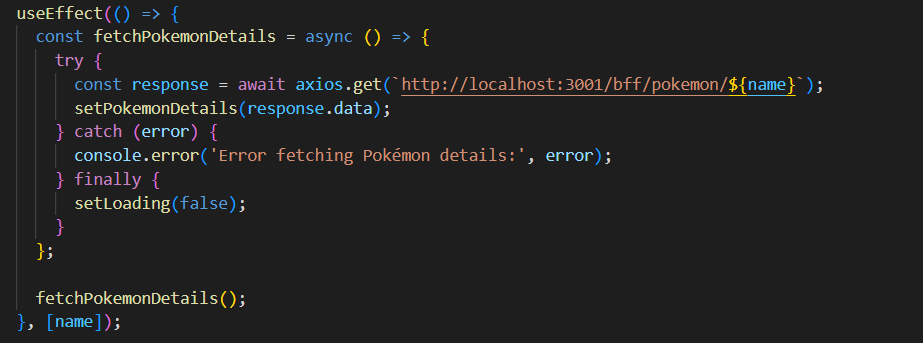 useEffect(() => {
  const fetchPokemonDetails = async () => {
    try {
      const response = await axios.get(`http://localhost:3001/bff/pokemon/${name}`);
      setPokemonDetails(response.data);
    } catch (error) {
      console.error('Error fetching Pokémon details:', error);
    } finally {
      setLoading(false);
    }
  };

  fetchPokemonDetails();
}, [name]);